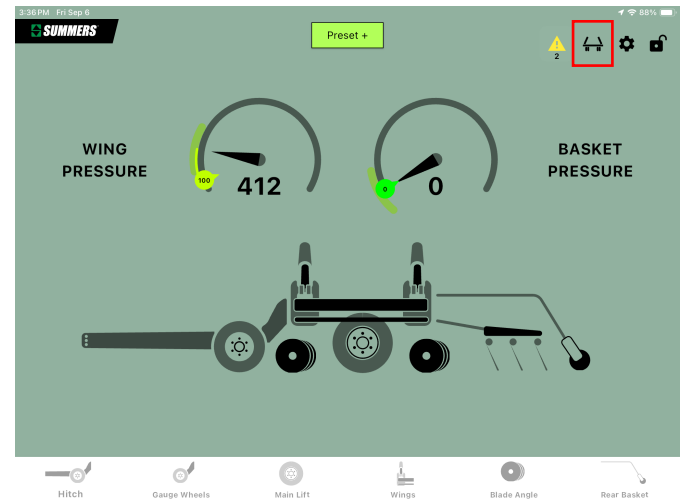 3:36 PM Fri Sep 6
88%
SUMMERS
Preset +
2
WING
PRESSURE
100
412
0
0
BASKET
PRESSURE
Hitch
Gauge Wheels
Main Lift
Wings
Blade Angle
Rear Basket